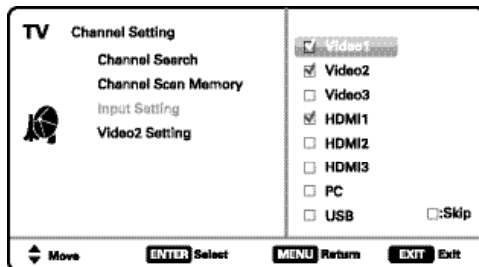 TV Channel Setting
Channel Search
Channel Scan Memory
Input Setting
Video2 Setting
Video1
Video2
Video3
HDMI1
HDMI2
HDMI3
PC
USB
:Skip
Move ENTER Select MENU Return EXIT Exit